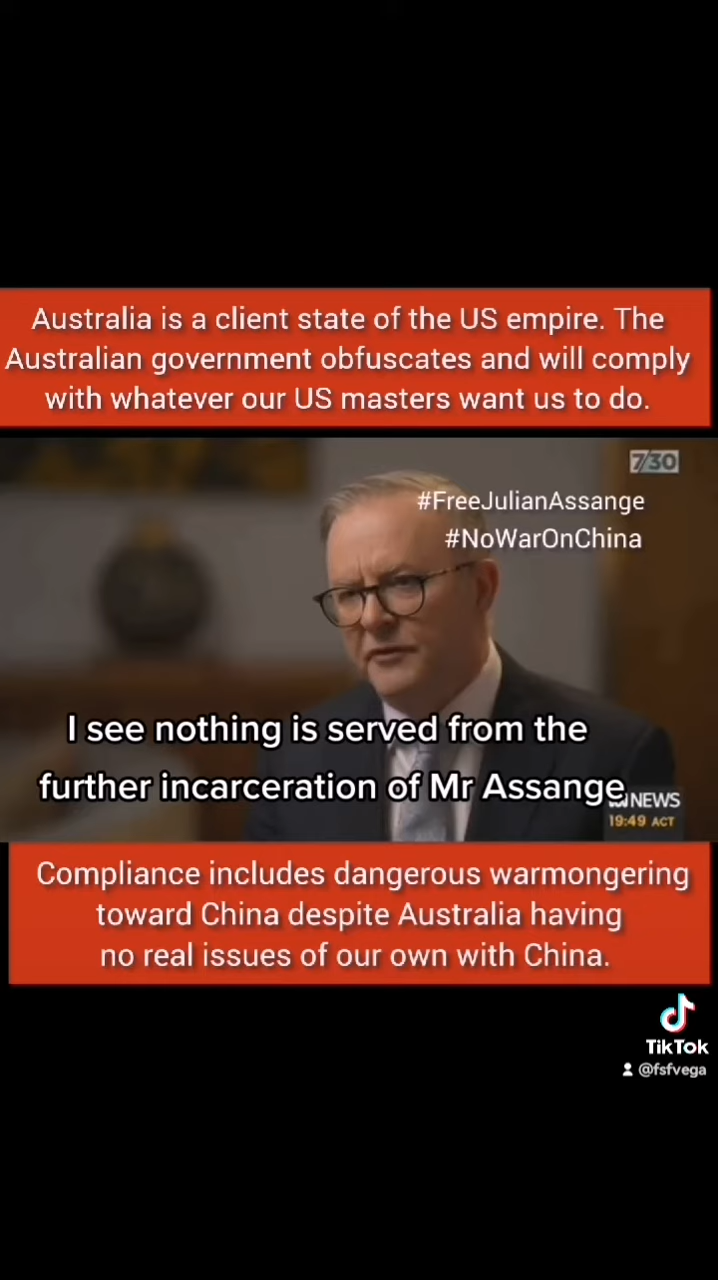 Australia is a client state of the US empire. The
Australian government obfuscates and will comply
with whatever our US masters want us to do.
7/30
#FreeJulianAssange
#NoWarOnChina
I see nothing is served from the
further incarceration of Mr Assange
NEWS
19:49 ACT
Compliance includes dangerous warmongering
toward China despite Australia having
no real issues of our own with China.
TikTok
@fsfvega